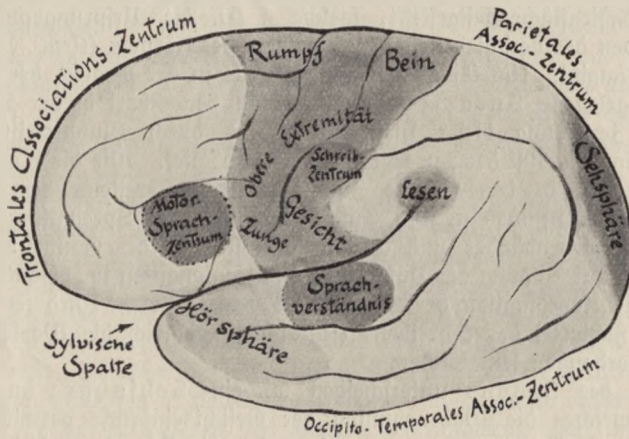 Frontales Associations-Zentrum
Parietales
Assoc.-Zentrum
Rumpf
Bein
Obere Extremität
Schreib-
Zentrum
Sehsphäre
Lesen
Motor.
Sprach-
zentrum
Zunge
Gesicht
Sprach-
verständnis
Hörsphäre
Sylvische
Spalte
Occipito-Temporales Assoc.-Zentrum